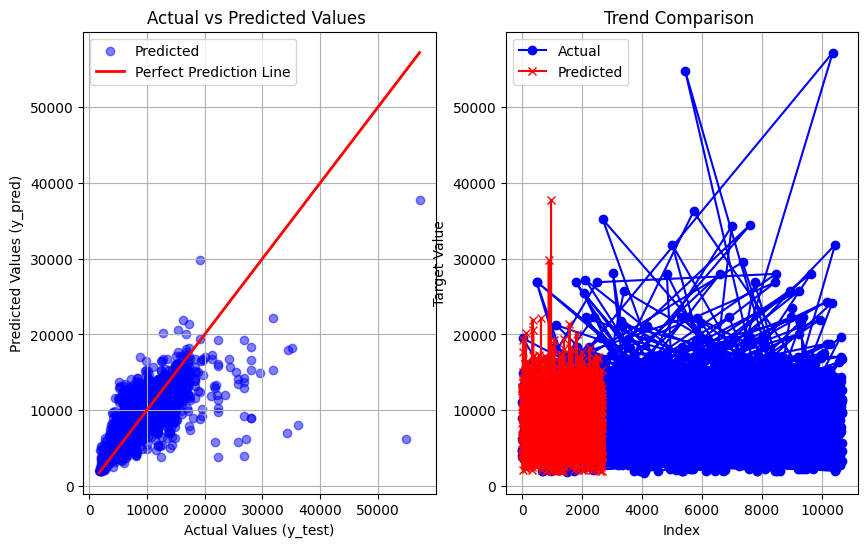 Actual vs Predicted Values
Predicted
Perfect Prediction Line
Predicted Values (y_pred)
50000
40000
30000
20000
10000
0
0
10000
20000
30000
40000
50000
Actual Values (y_test)
Trend Comparison
Actual
Predicted
Target Value
50000
40000
30000
20000
10000
0
0
2000
4000
6000
8000
10000
Index